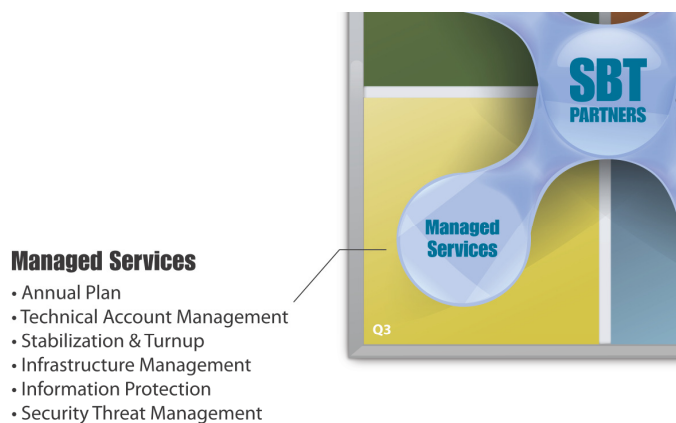 SBT
PARTNERS
Managed
Services
Q3
Managed Services
• Annual Plan
• Technical Account Management
• Stabilization & Turnup
• Infrastructure Management
• Information Protection
• Security Threat Management